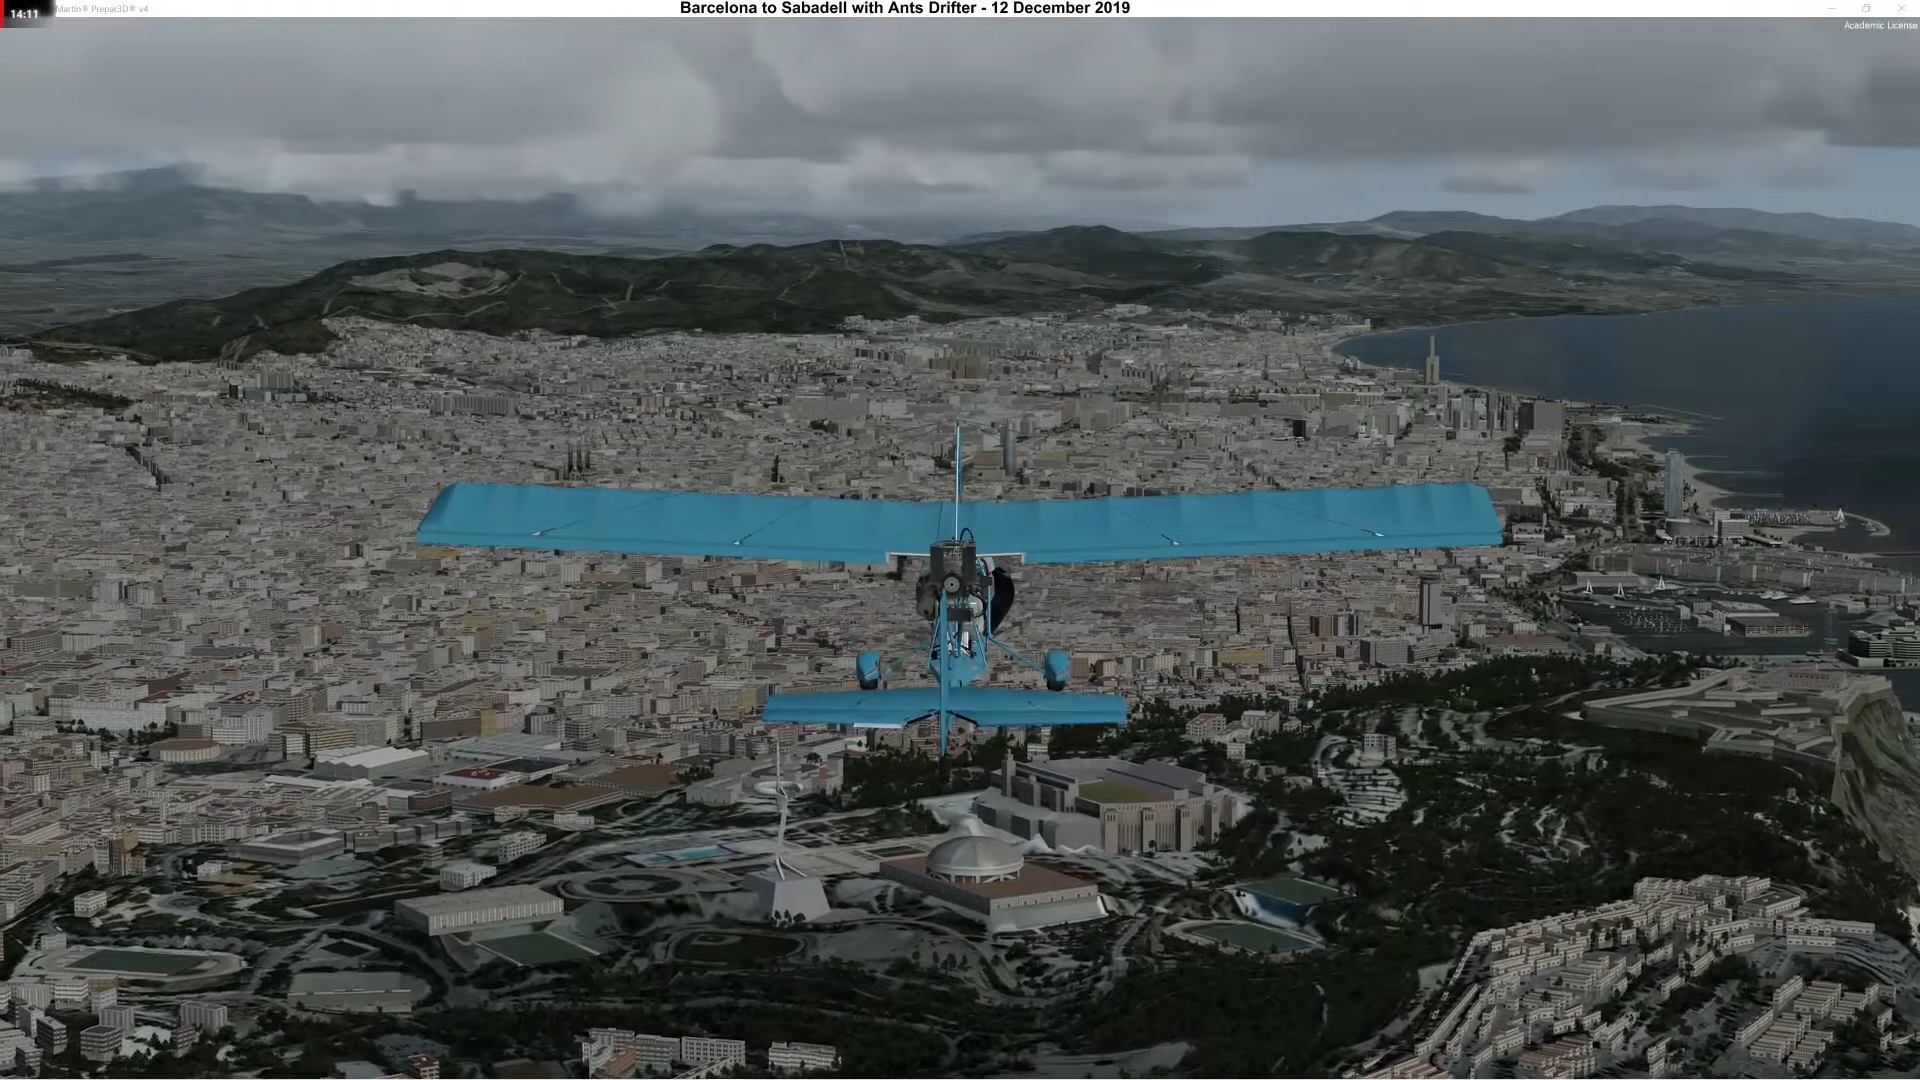 14:11
Martin® Prepar3D® v4
Barcelona to Sabadell with Ants Drifter - 12 December 2019
Academic License